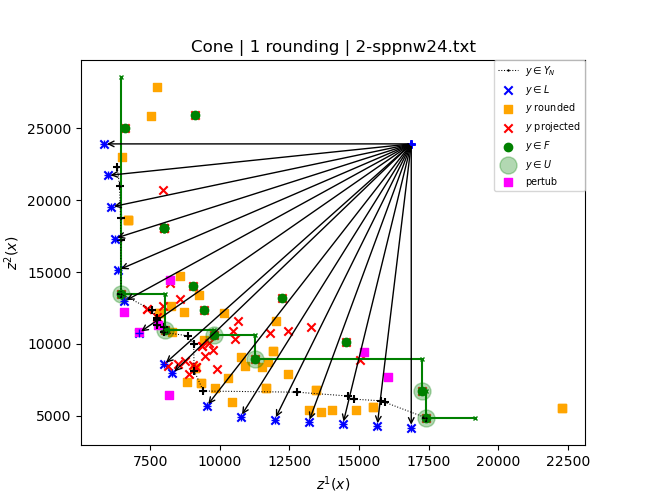 Cone | 1 rounding | 2-sppnw24.txt
z²(x)
25000
20000
15000
10000
5000
7500 10000 12500 15000 17500 20000 22500
z¹(x)
y ∈ Y_N
y ∈ L
y rounded
y projected
y ∈ F
y ∈ U
pertub